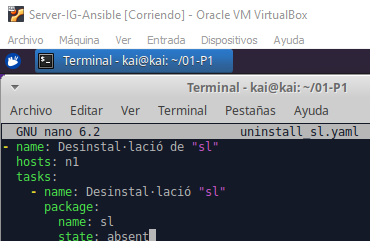 Server-IG-Ansible [Corriendo] - Oracle VM VirtualBox
Archivo Máquina Ver Entrada Dispositivos Ayuda
Terminal - kai@kai: ~/01-P1
Terminal - kai@kai: ~/01-P1
Archivo Editar Ver Terminal Pestañas Ayuda
GNU nano 6.2 uninstall_sl.yaml
- name: Desinstal·lació de "sl"
  hosts: n1
  tasks:
    - name: Desinstal·lació "sl"
      package:
        name: sl
        state: absent